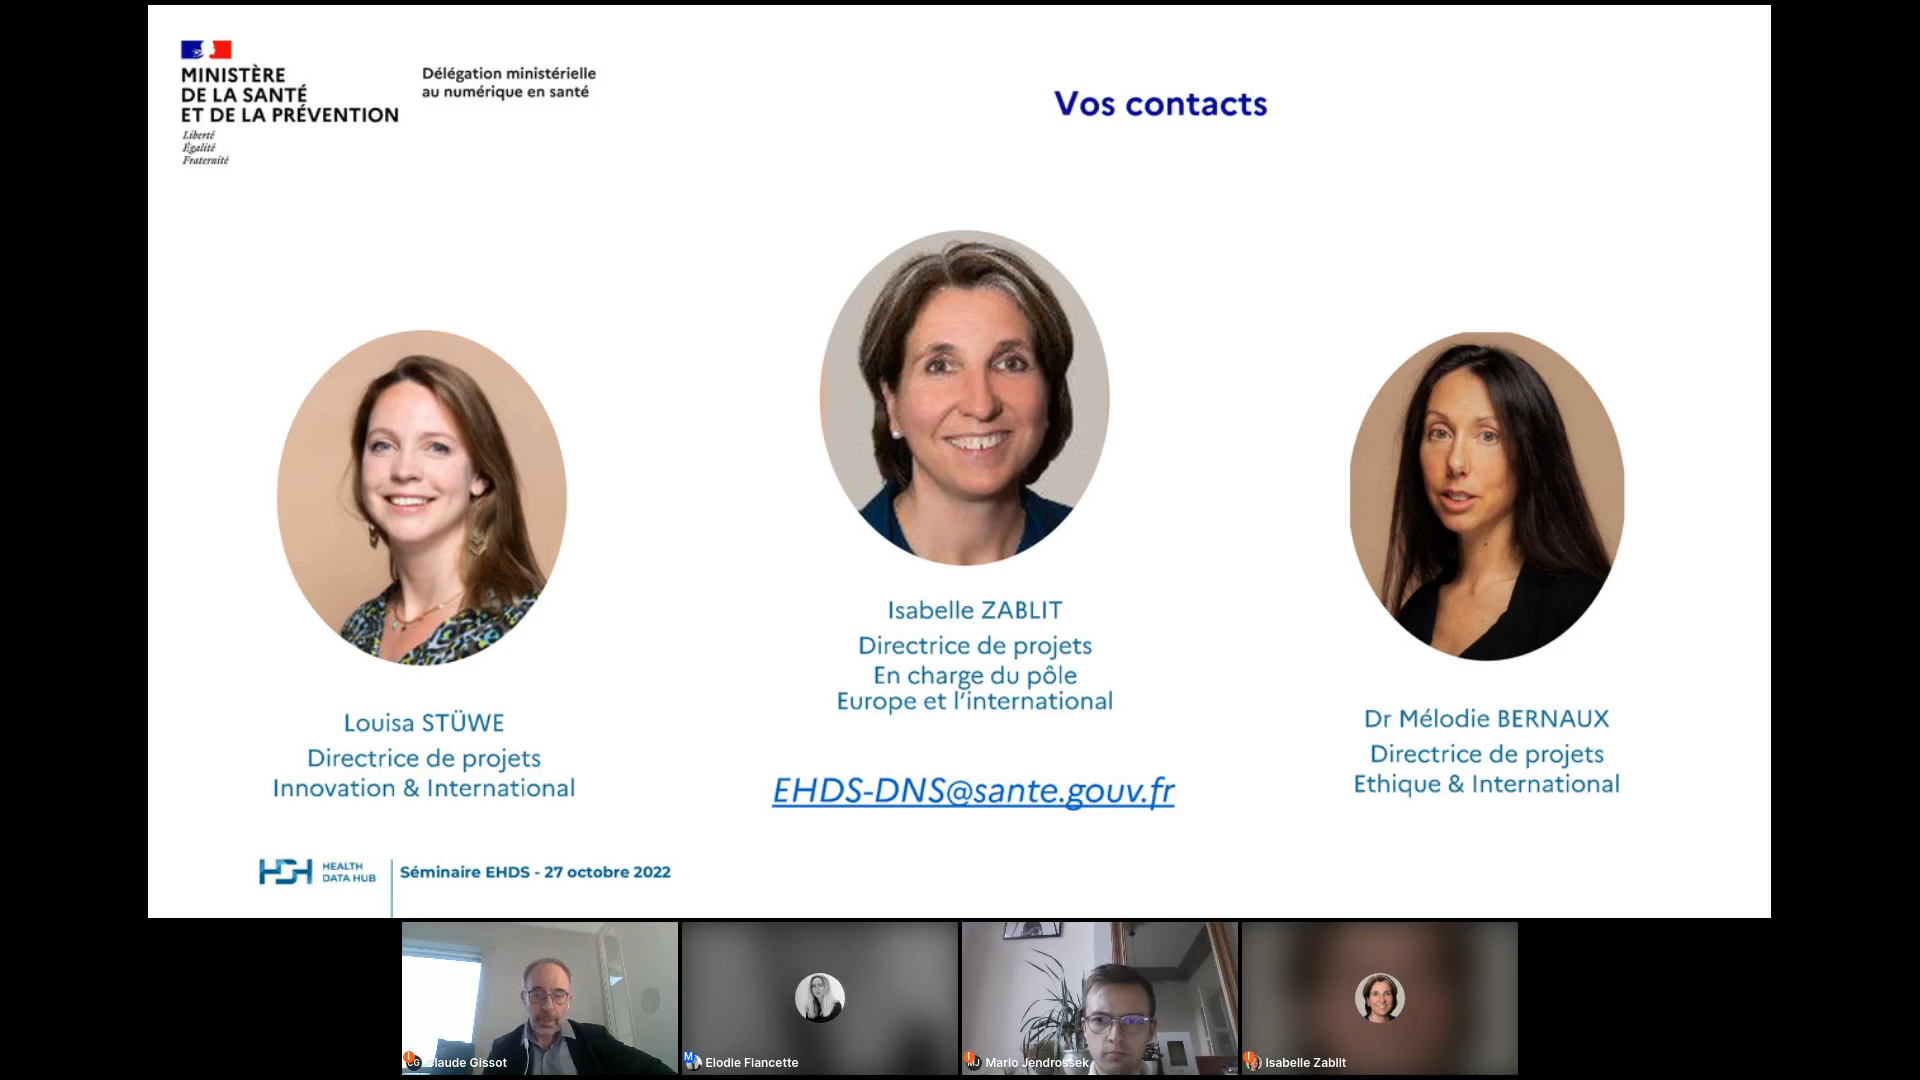 MINISTÈRE
DE LA SANTÉ
ET DE LA PRÉVENTION
Liberté
Égalité
Fraternité
Délégation ministérielle
au numérique en santé
Vos contacts
Louisa STÜWE
Directrice de projets
Innovation & International
Isabelle ZABLIT
Directrice de projets
En charge du pôle
Europe et l'international
EHDS-DNS@sante.gouv.fr
Dr Mélodie BERNAUX
Directrice de projets
Ethique & International
HDH
HEALTH
DATA HUB
Séminaire EHDS - 27 octobre 2022
CG Claude Gissot
M Elodie Fiancette
MJ Mario Jendrossek
Isabelle Zablit